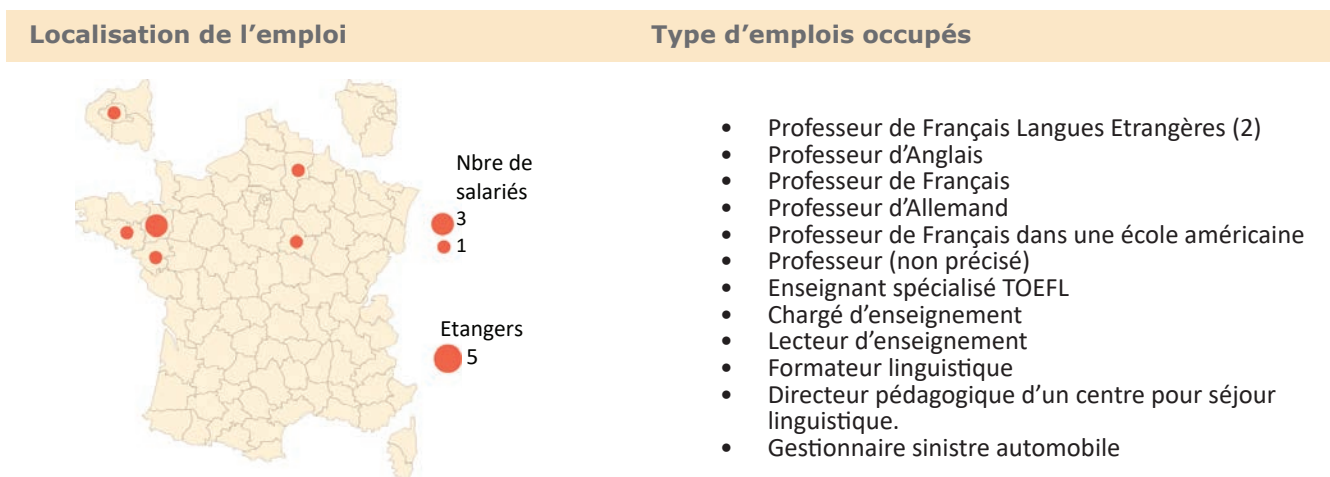 Localisation de l’emploi
Type d’emplois occupés
Nbre de
salariés
3
1
Etangers
5
• Professeur de Français Langues Etrangères (2)
• Professeur d’Anglais
• Professeur de Français
• Professeur d’Allemand
• Professeur de Français dans une école américaine
• Professeur (non précisé)
• Enseignant spécialisé TOEFL
• Chargé d’enseignement
• Lecteur d’enseignement
• Formateur linguistique
• Directeur pédagogique d’un centre pour séjour
linguistique.
• Gestionnaire sinistre automobile